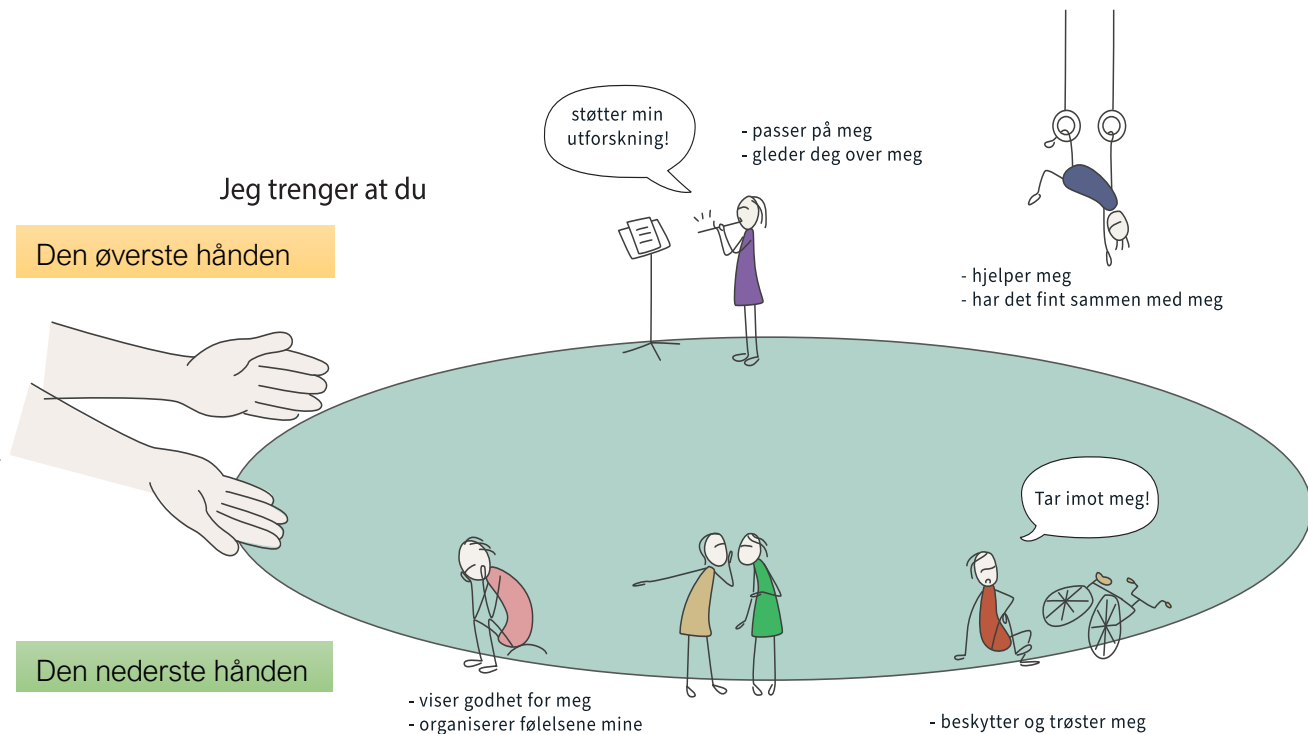 støtter min
utforskning!
- passer på meg
- gleder deg over meg
Jeg trenger at du
Den øverste hånden
- hjelper meg
- har det fint sammen med meg
Tar imot meg!
Den nederste hånden
- viser godhet for meg
- organiserer følelsene mine
- beskytter og trøster meg